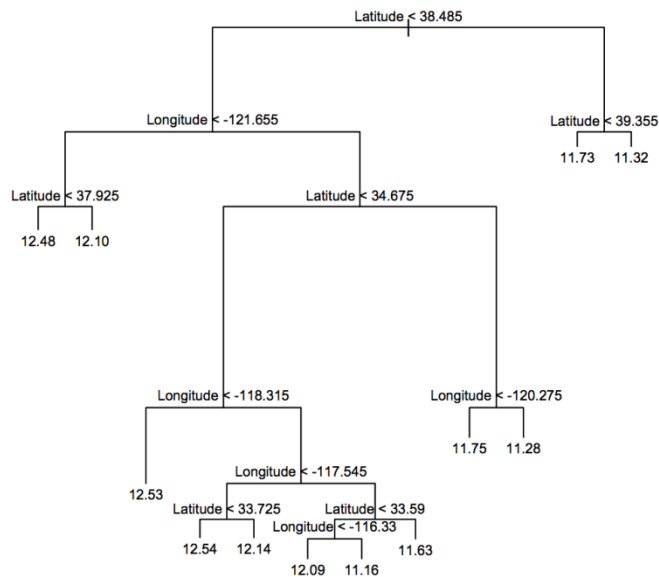 Latitude < 38.485
Longitude < -121.655
Latitude < 39.355
11.73 11.32
Latitude < 37.925
Latitude < 34.675
12.48 12.10
Longitude < -118.315
Longitude < -120.275
11.75 11.28
Longitude < -117.545
12.53
Latitude < 33.725
Latitude < 33.59
Longitude < -116.33
12.54 12.14
11.63
12.09 11.16